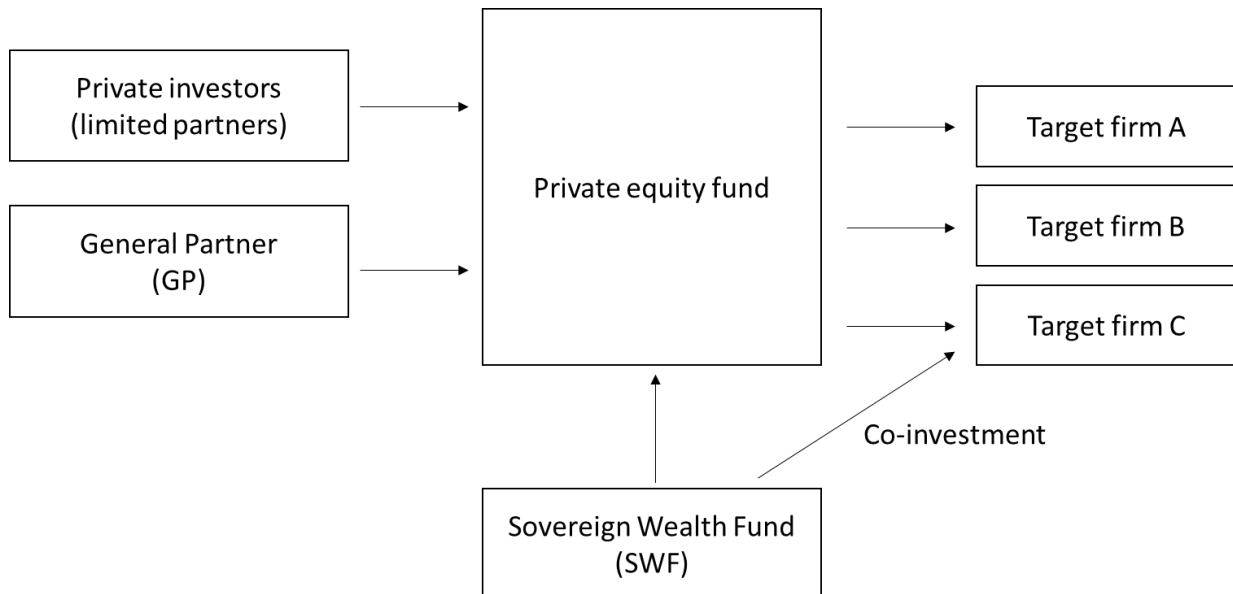 Private investors
(limited partners)
General Partner
(GP)
Private equity fund
Target firm A
Target firm B
Target firm C
Co-investment
Sovereign Wealth Fund
(SWF)